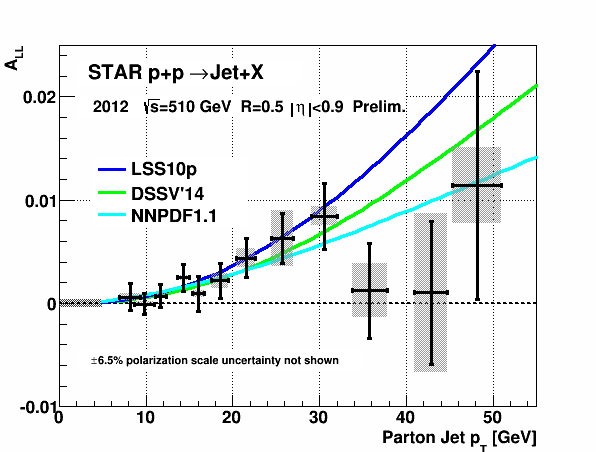 A_LL
STAR p+p →Jet+X
2012 √s=510 GeV R=0.5 |η|<0.9 Prelim.
0.02
LSS10p
DSSV'14
NNPDF1.1
0.01
0
±6.5% polarization scale uncertainty not shown
-0.01
0 10 20 30 40 50
Parton Jet p_T [GeV]